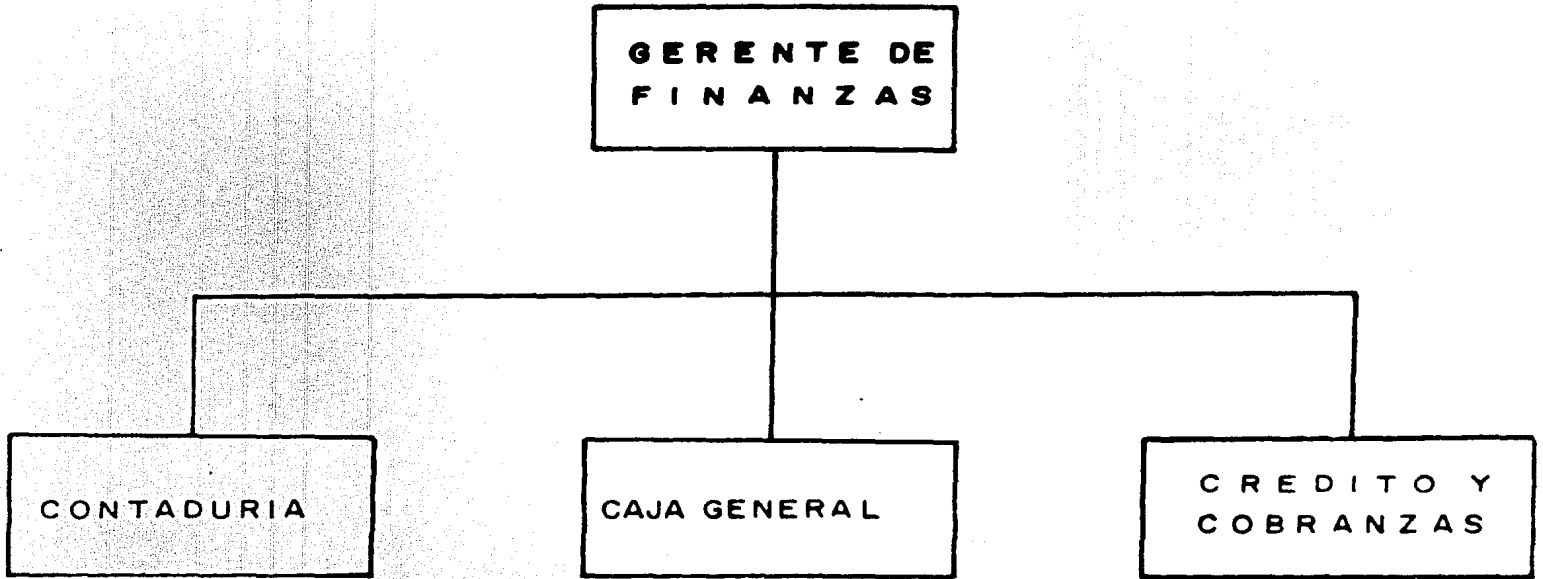 GERENTE DE
FINANZAS
CONTADURIA
CAJA GENERAL
CREDITO Y
COBRANZAS